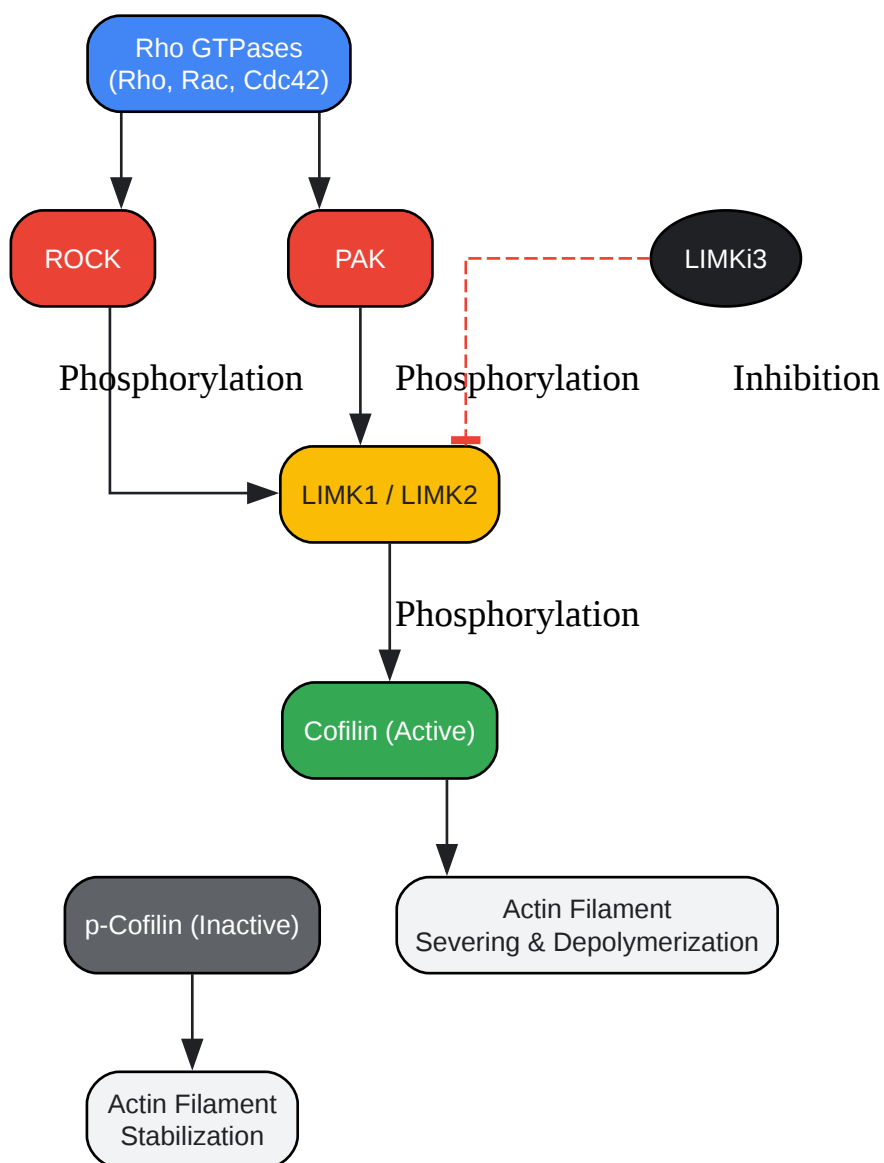 Rho GTPases
(Rho, Rac, Cdc42)
ROCK
PAK
LIMKi3
Phosphorylation
Phosphorylation
Inhibition
LIMK1 / LIMK2
Phosphorylation
Cofilin (Active)
p-Cofilin (Inactive)
Actin Filament
Severing & Depolymerization
Actin Filament
Stabilization